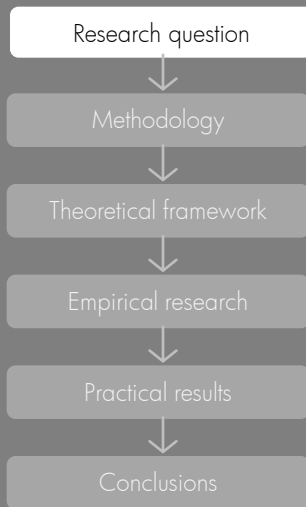 Research question
Methodology
Theoretical framework
Empirical research
Practical results
Conclusions